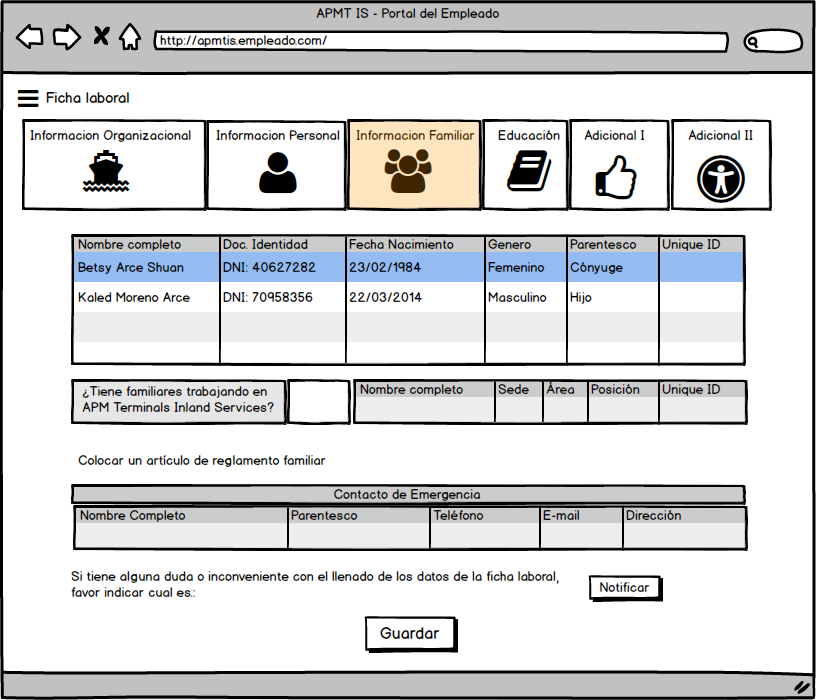 APMT IS - Portal del Empleado
http://apmtis.empleado.com/
Ficha laboral
Informacion Organizacional
Informacion Personal
Informacion Familiar
Educación
Adicional I
Adicional II
Nombre completo Doc. Identidad Fecha Nacimiento Genero Parentesco Unique ID
Betsy Arce Shuan DNI: 40627282 23/02/1984 Femenino Cónyuge
Kaled Moreno Arce DNI: 70958356 22/03/2014 Masculino Hijo
¿Tiene familiares trabajando en
APM Terminals Inland Services?
Nombre completo Sede Área Posición Unique ID
Colocar un artículo de reglamento familiar
Contacto de Emergencia
Nombre Completo Parentesco Teléfono E-mail Dirección
Si tiene alguna duda o inconveniente con el llenado de los datos de la ficha laboral,
favor indicar cual es.:
Notificar
Guardar